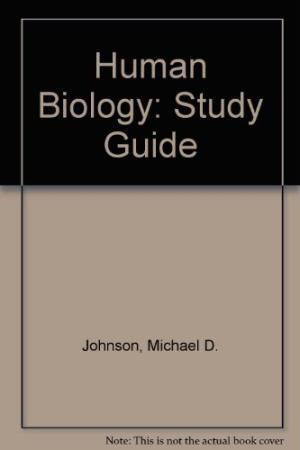 Human
Biology: Study
Guide
Johnson, Michael D.
Note: This is not the actual book cover